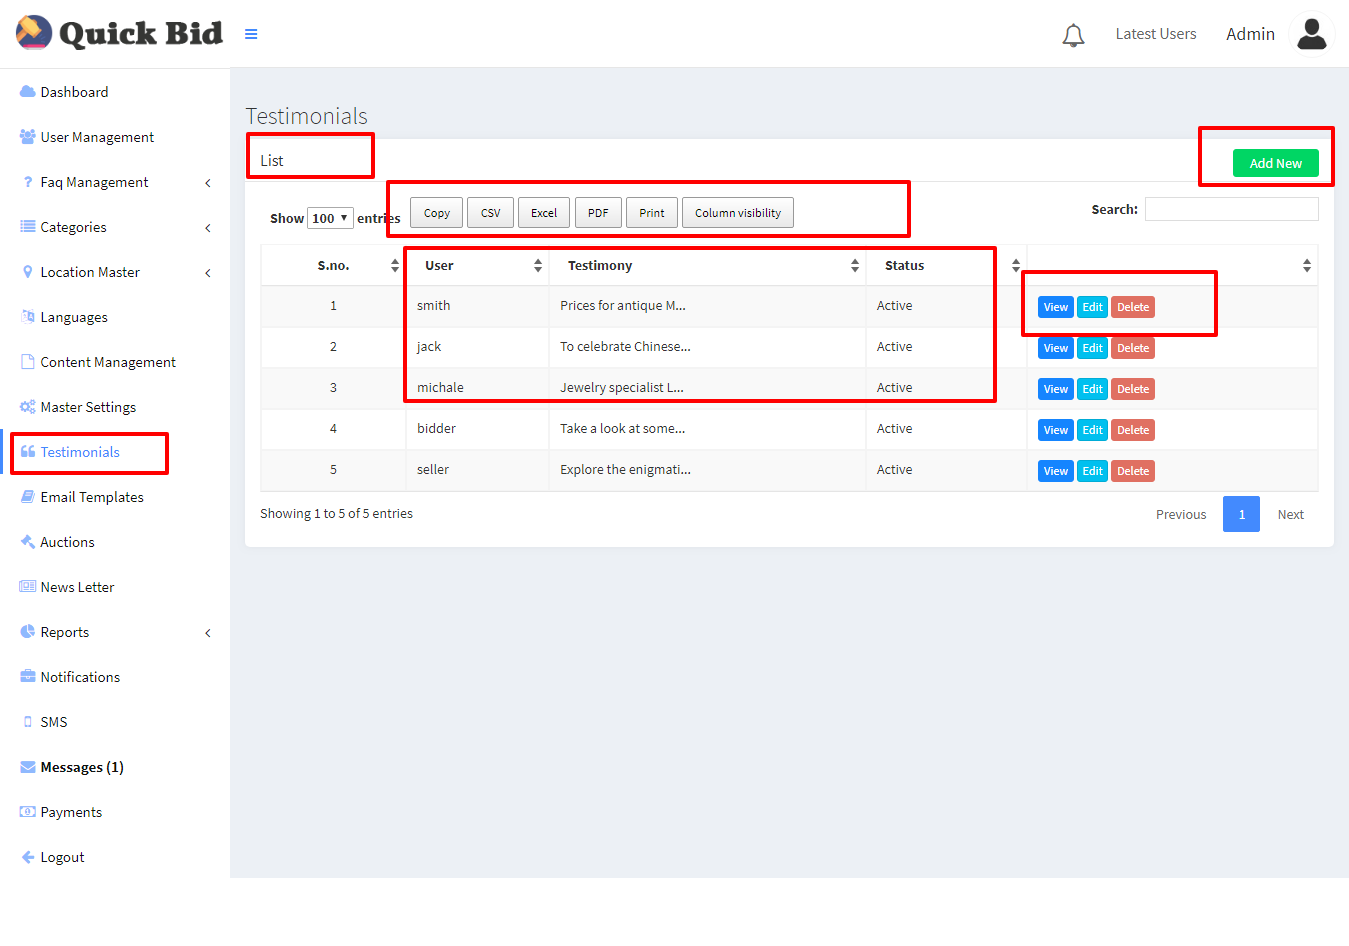 Quick Bid
Latest Users
Admin
Dashboard
User Management
Faq Management
Categories
Location Master
Languages
Content Management
Master Settings
Testimonials
Email Templates
Auctions
News Letter
Reports
Notifications
SMS
Messages (1)
Payments
Logout
Testimonials
List
Add New
Show 100 entries
Copy CSV Excel PDF Print Column visibility
Search:
S.no. User Testimony Status
1 smith Prices for antique M... Active View Edit Delete
2 jack To celebrate Chinese... Active View Edit Delete
3 michale Jewelry specialist L... Active View Edit Delete
4 bidder Take a look at some... Active View Edit Delete
5 seller Explore the enigmati... Active View Edit Delete
Showing 1 to 5 of 5 entries
Previous 1 Next